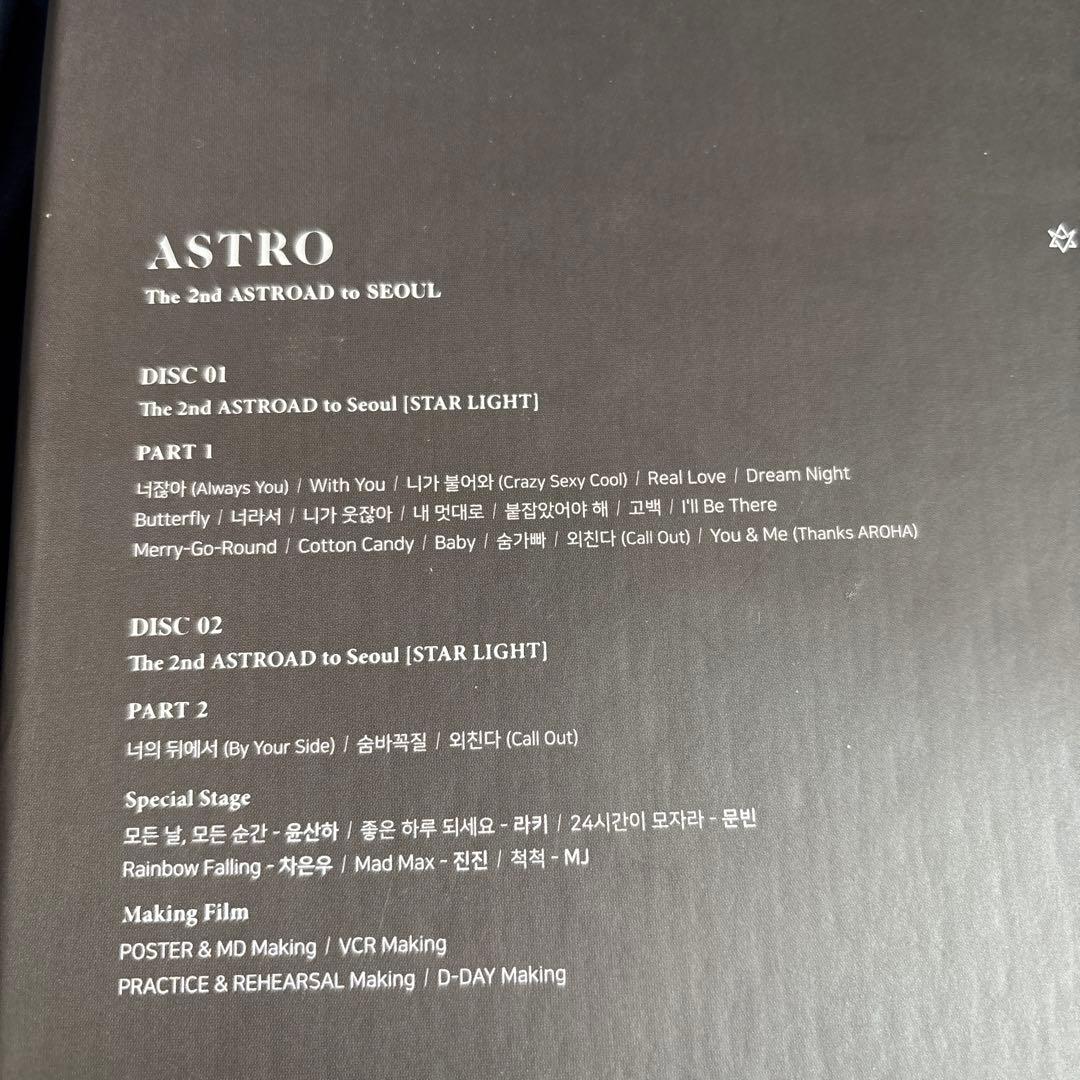 ASTRO
The 2nd ASTROAD to SEOUL
DISC 01
The 2nd ASTROAD to Seoul [STAR LIGHT]
PART 1
너잖아 (Always You) / With You / 니가 불어와 (Crazy Sexy Cool) / Real Love / Dream Night
Butterfly / 너라서 / 니가 웃잖아 / 내 멋대로 / 붙잡았어야 해 / 고백 / I'll Be There
Merry-Go-Round / Cotton Candy / Baby / 숨가빠 / 외친다 (Call Out) / You & Me (Thanks AROHA)
DISC 02
The 2nd ASTROAD to Seoul [STAR LIGHT]
PART 2
너의 뒤에서 (By Your Side) / 숨바꼭질 / 외친다 (Call Out)
Special Stage
모든 날, 모든 순간 - 윤산하 / 좋은 하루 되세요 - 라키 / 24시간이 모자라 - 문빈
Rainbow Falling - 차은우 / Mad Max - 진진 / 척척 - MJ
Making Film
POSTER & MD Making / VCR Making
PRACTICE & REHEARSAL Making / D-DAY Making